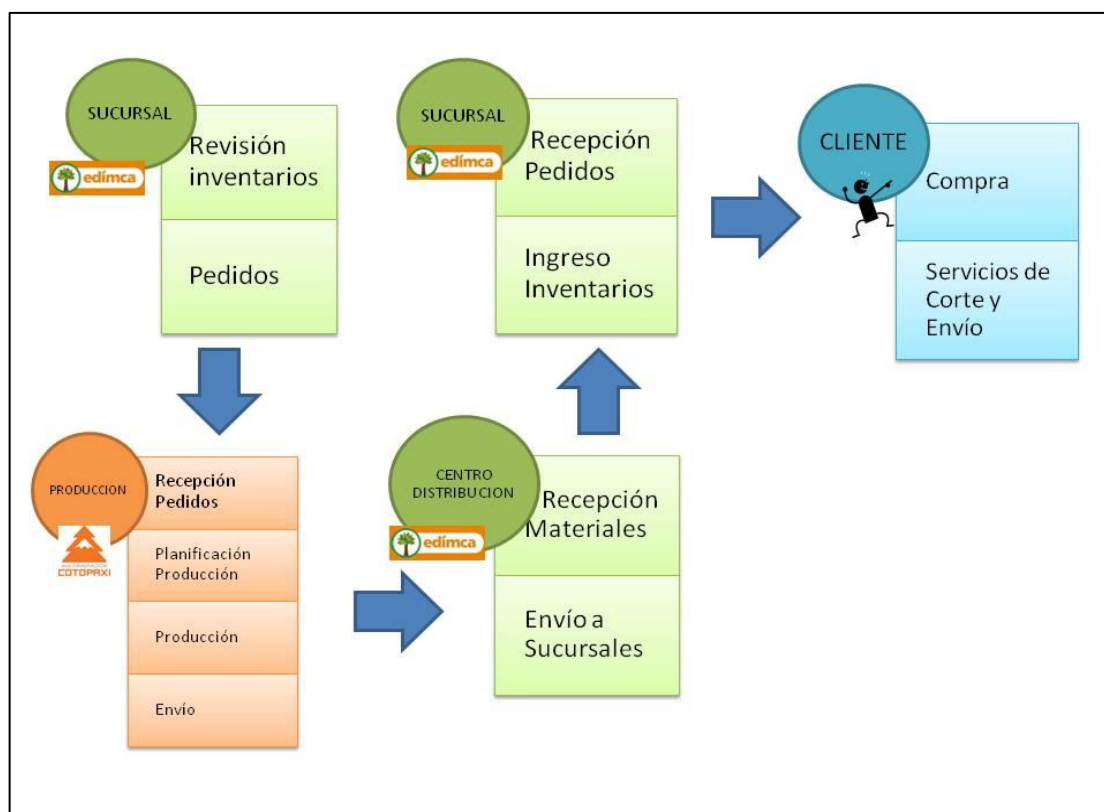 SUCURSAL
edímca
Revisión
inventarios
Pedidos
PRODUCCION
COTOPAXI
Recepción
Pedidos
Planificación
Producción
Producción
Envío
CENTRO
DISTRIBUCION
edímca
Recepción
Materiales
Envío a
Sucursales
SUCURSAL
edímca
Recepción
Pedidos
Ingreso
Inventarios
CLIENTE
Compra
Servicios de
Corte y
Envío